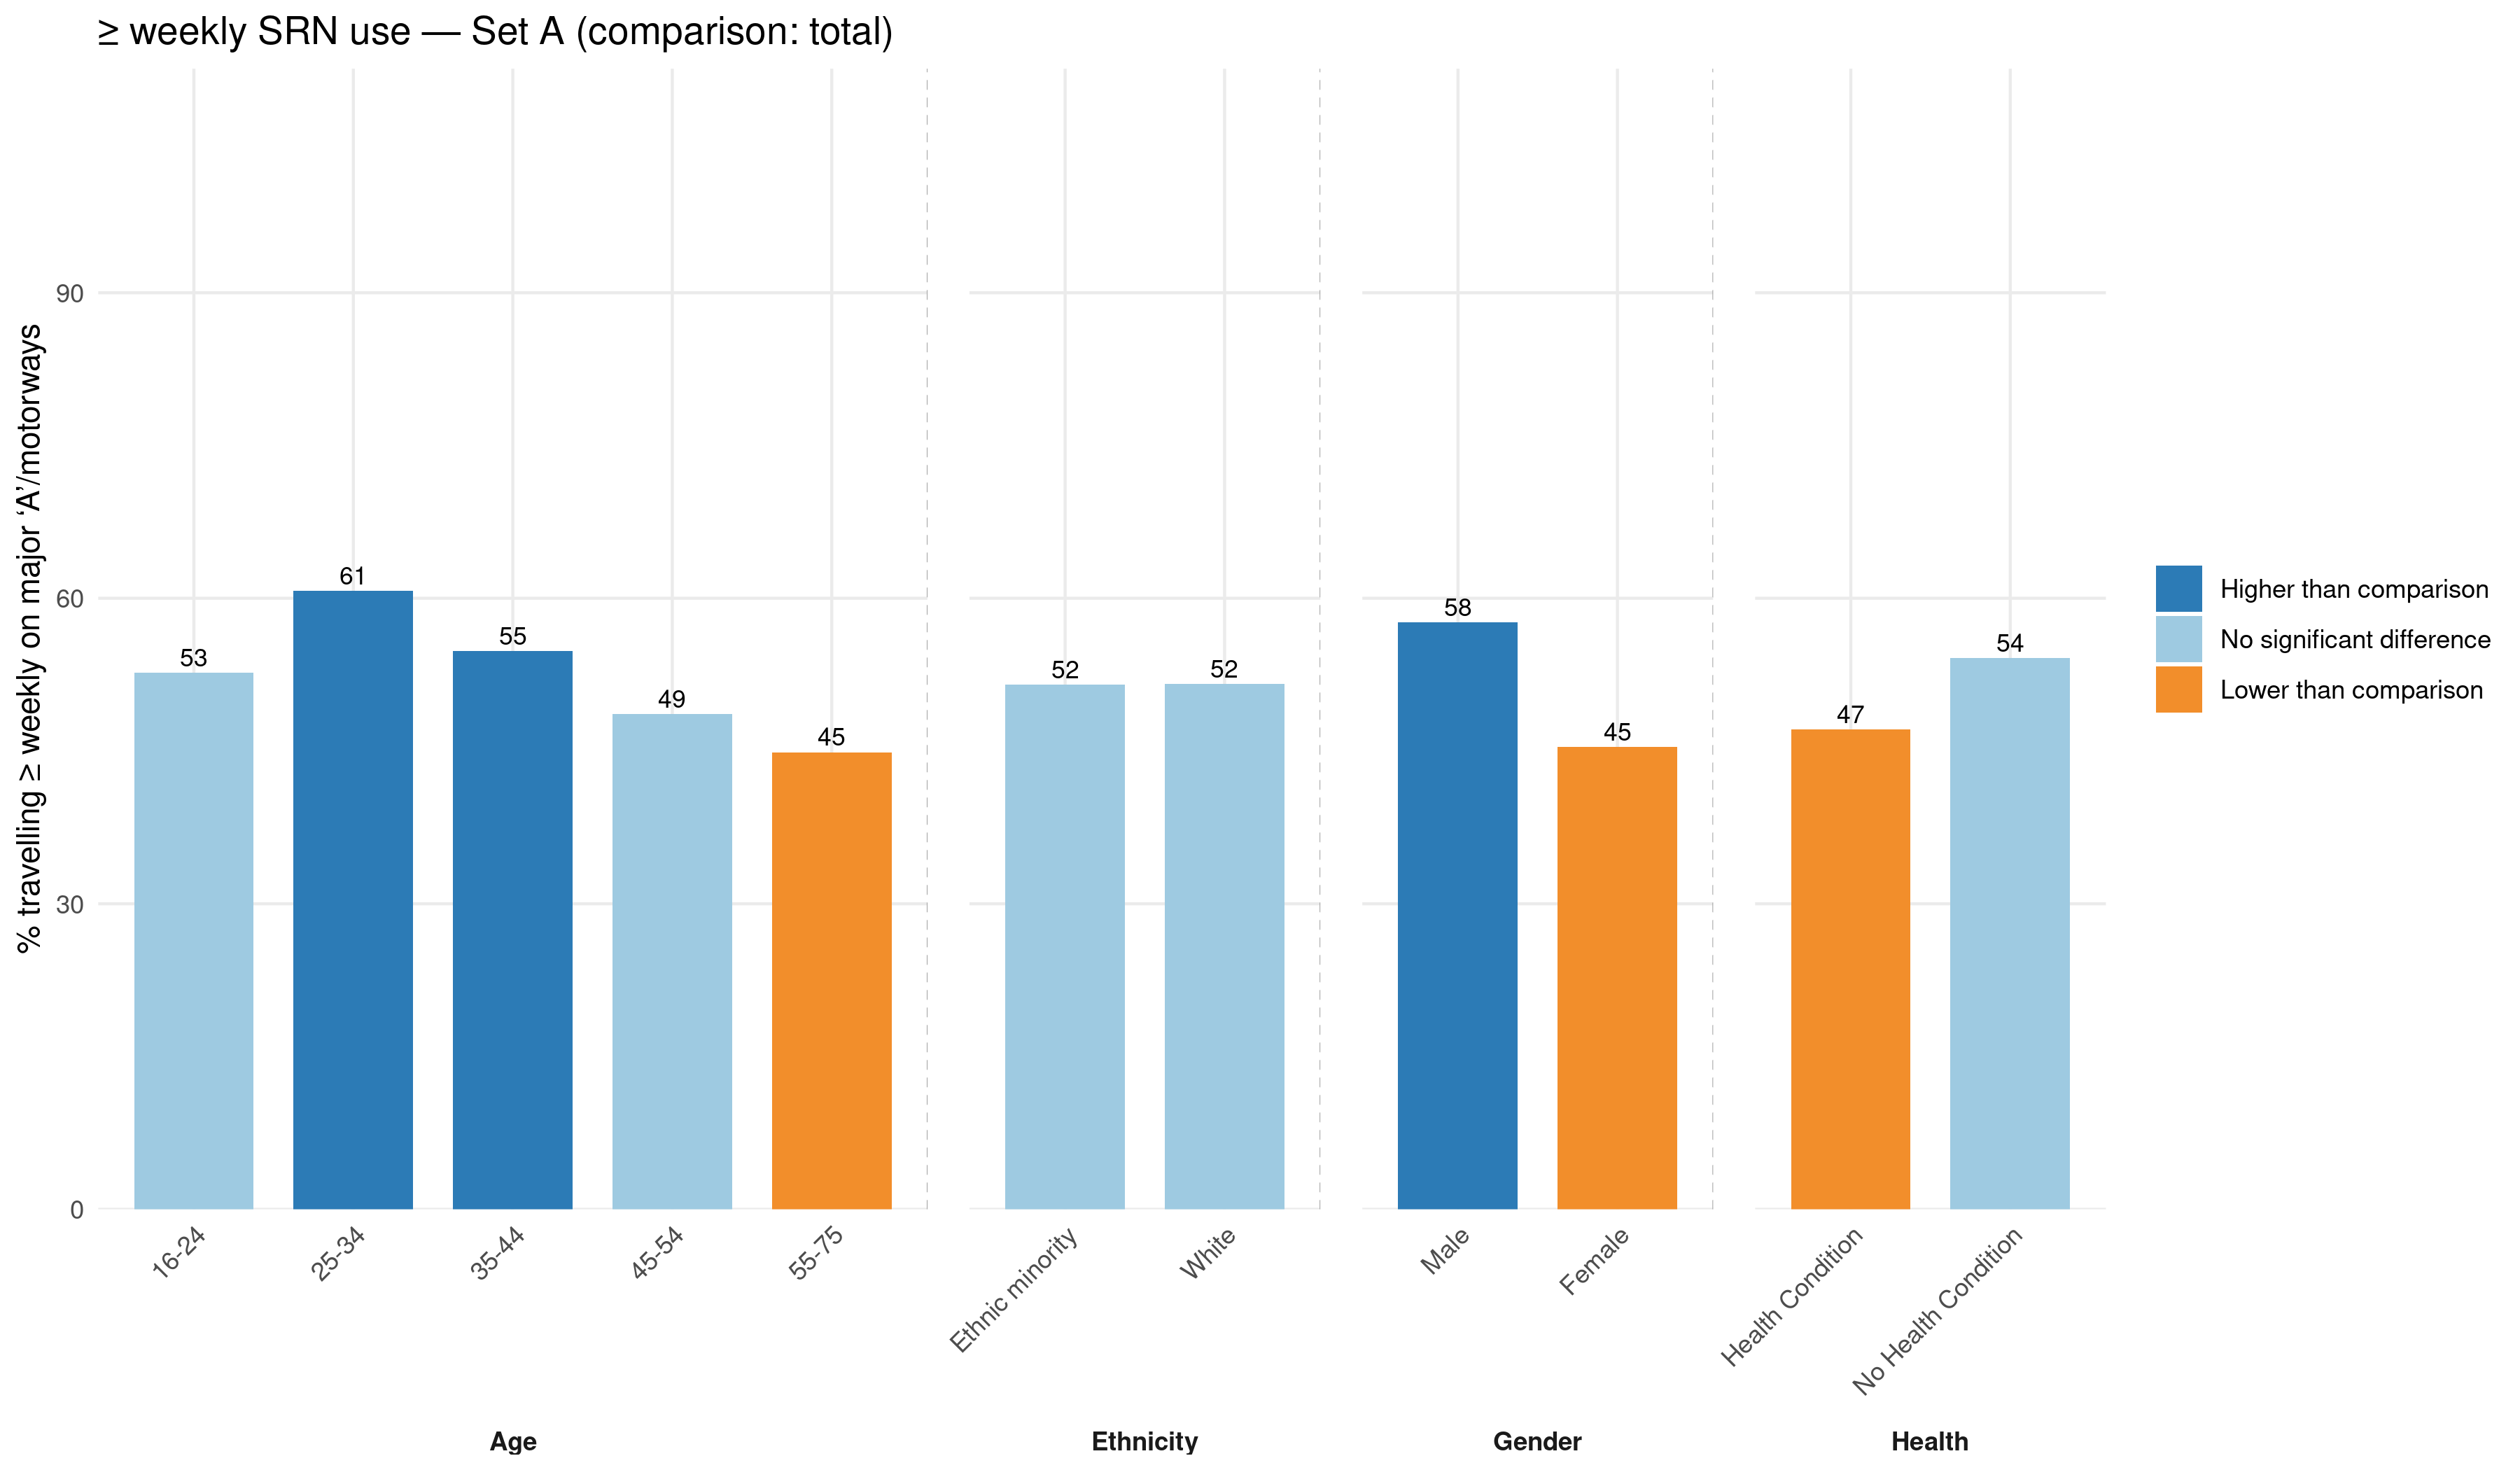 ≥ weekly SRN use — Set A (comparison: total)
% travelling ≥ weekly on major ‘A’/motorways
90
60
30
0
53
61
55
49
45
52
52
58
45
47
54
16-24
25-34
35-44
45-54
55-75
Ethnic minority
White
Male
Female
Health Condition
No Health Condition
Age
Ethnicity
Gender
Health
Higher than comparison
No significant difference
Lower than comparison